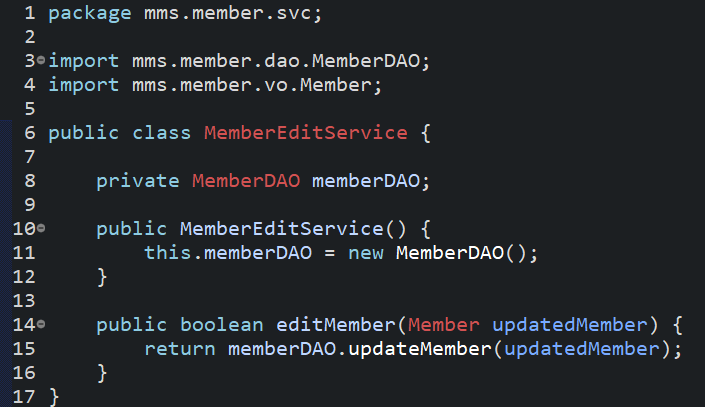 1 package mms.member.svc;
2
3 import mms.member.dao.MemberDAO;
4 import mms.member.vo.Member;
5
6 public class MemberEditService {
7
8     private MemberDAO memberDAO;
9
10     public MemberEditService() {
11         this.memberDAO = new MemberDAO();
12     }
13
14     public boolean editMember(Member updatedMember) {
15         return memberDAO.updateMember(updatedMember);
16     }
17 }